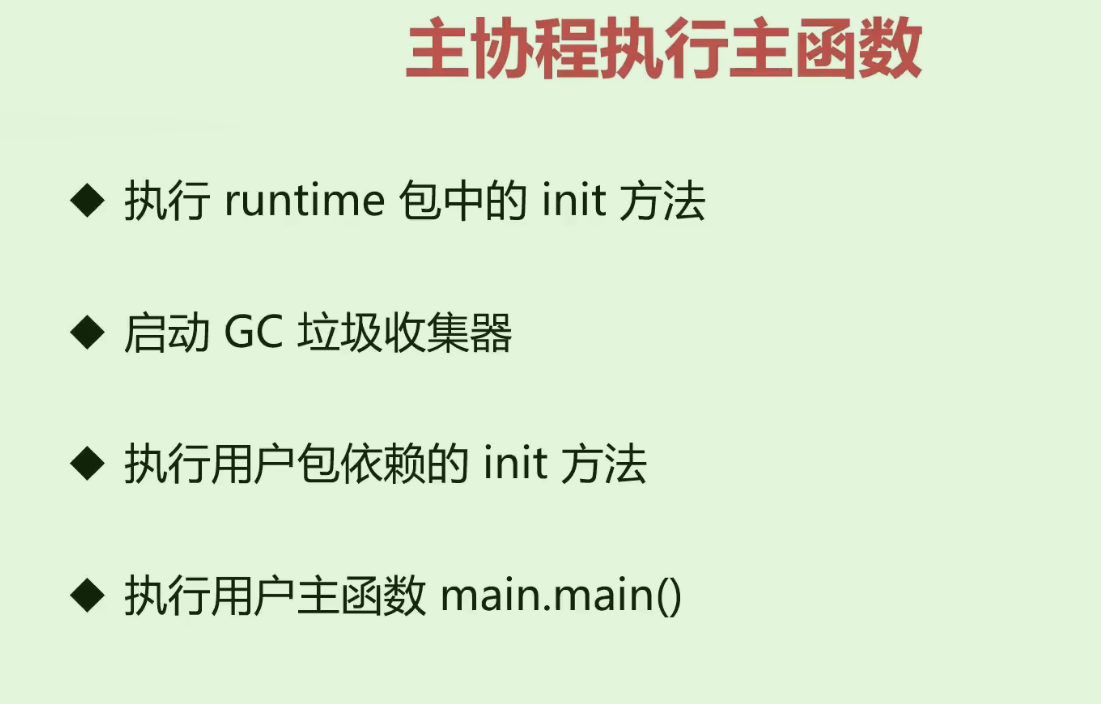 主协程执行主函数
◆ 执行 runtime 包中的 init 方法
◆ 启动 GC 垃圾收集器
◆ 执行用户包依赖的 init 方法
◆ 执行用户主函数 main.main()